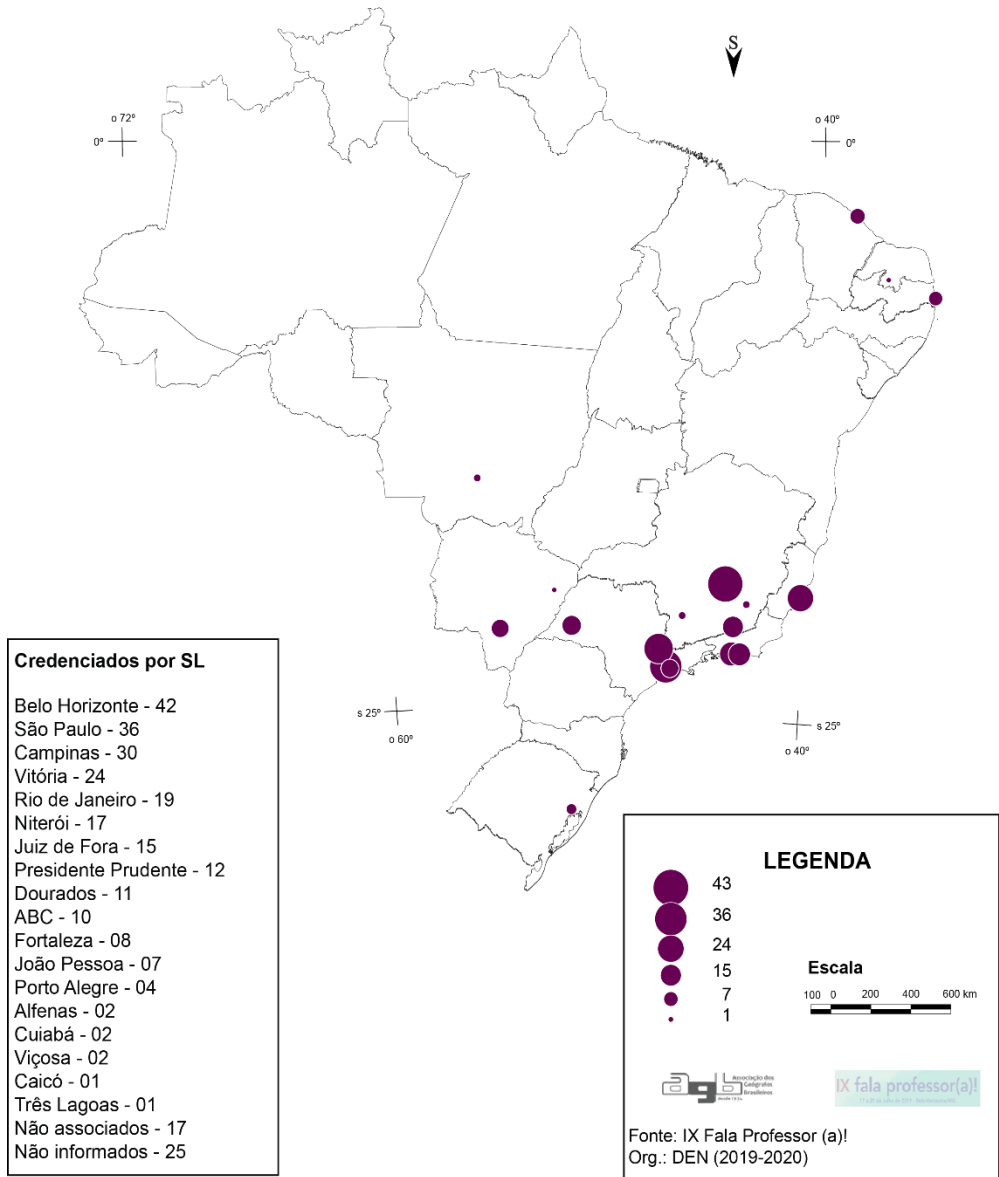 S
o 72º
0º
o 40º
0º
Credenciados por SL
Belo Horizonte - 42
São Paulo - 36
Campinas - 30
Vitória - 24
Rio de Janeiro - 19
Niterói - 17
Juiz de Fora - 15
Presidente Prudente - 12
Dourados - 11
ABC - 10
Fortaleza - 08
João Pessoa - 07
Porto Alegre - 04
Alfenas - 02
Cuiabá - 02
Viçosa - 02
Caicó - 01
Três Lagoas - 01
Não associados - 17
Não informados - 25
s 25°
o 60º
s 25°
o 40º
LEGENDA
43
36
24
15
7
1
Escala
100 0 200 400 600 km
agb
Associação dos
Geógrafos
Brasileiros
IX fala professor(a)!
Fonte: IX Fala Professor (a)!
Org.: DEN (2019-2020)